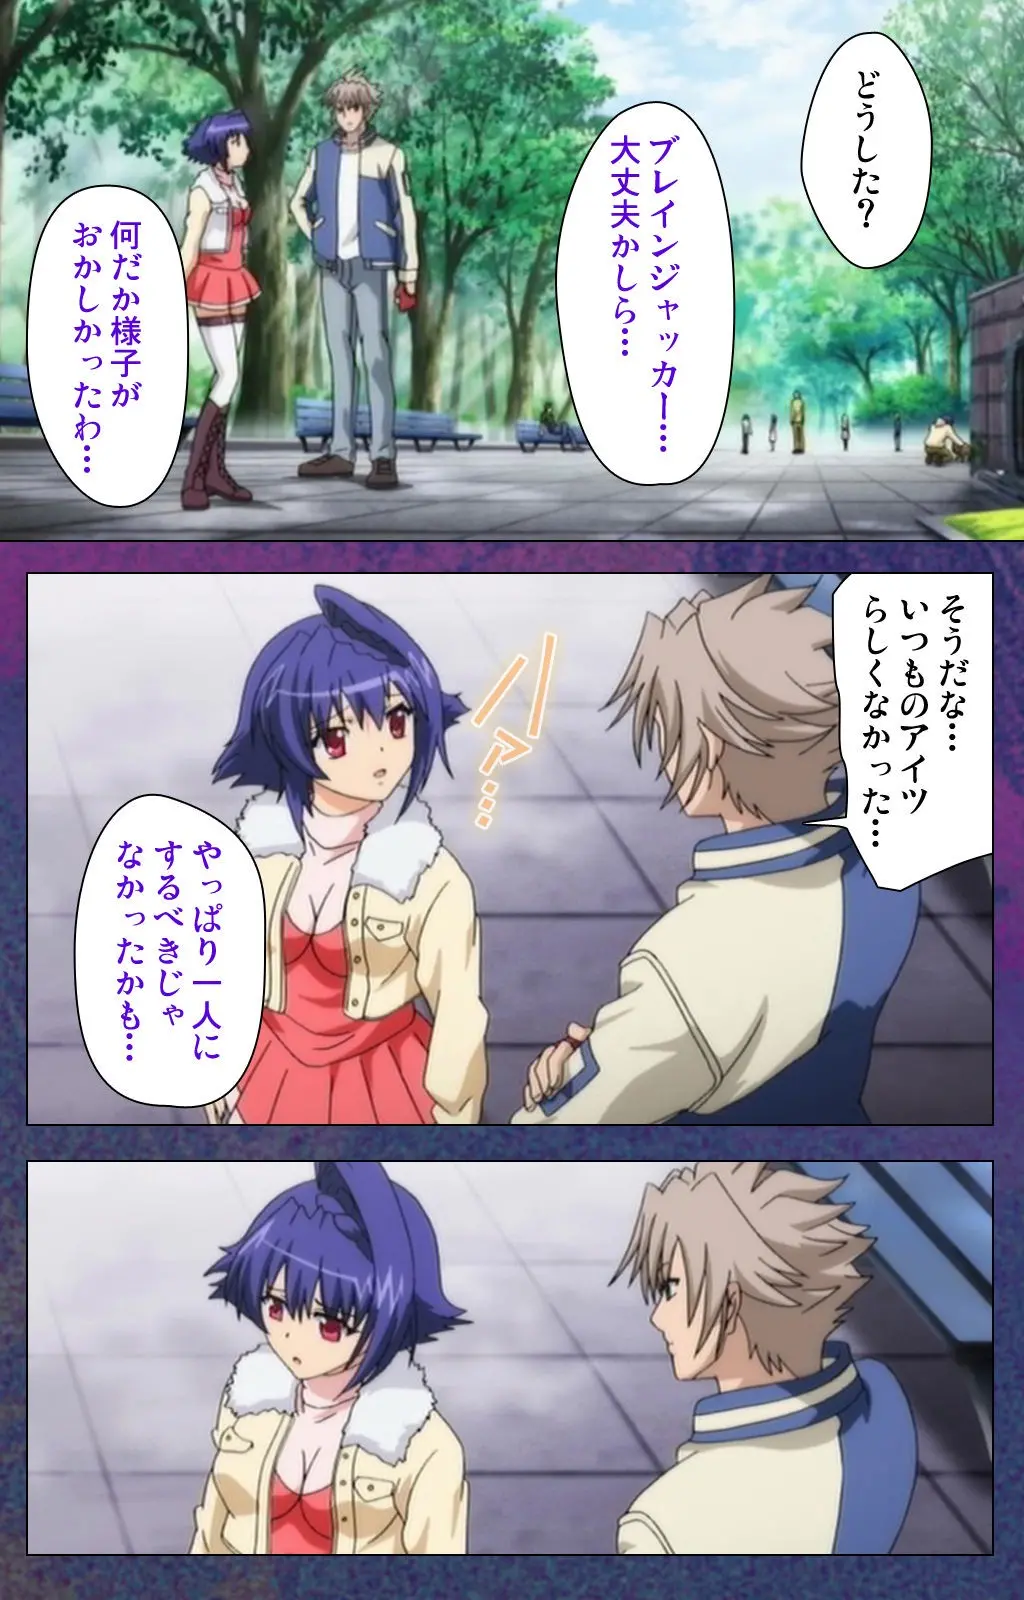 どうした？
ブレインジャッカー…
大丈夫かしら…
何だか様子が
おかしかったわ…
そうだな…
いつものアイツ
らしくなかった…
ハァ…
やっぱり一人に
するべきじゃ
なかったかも…